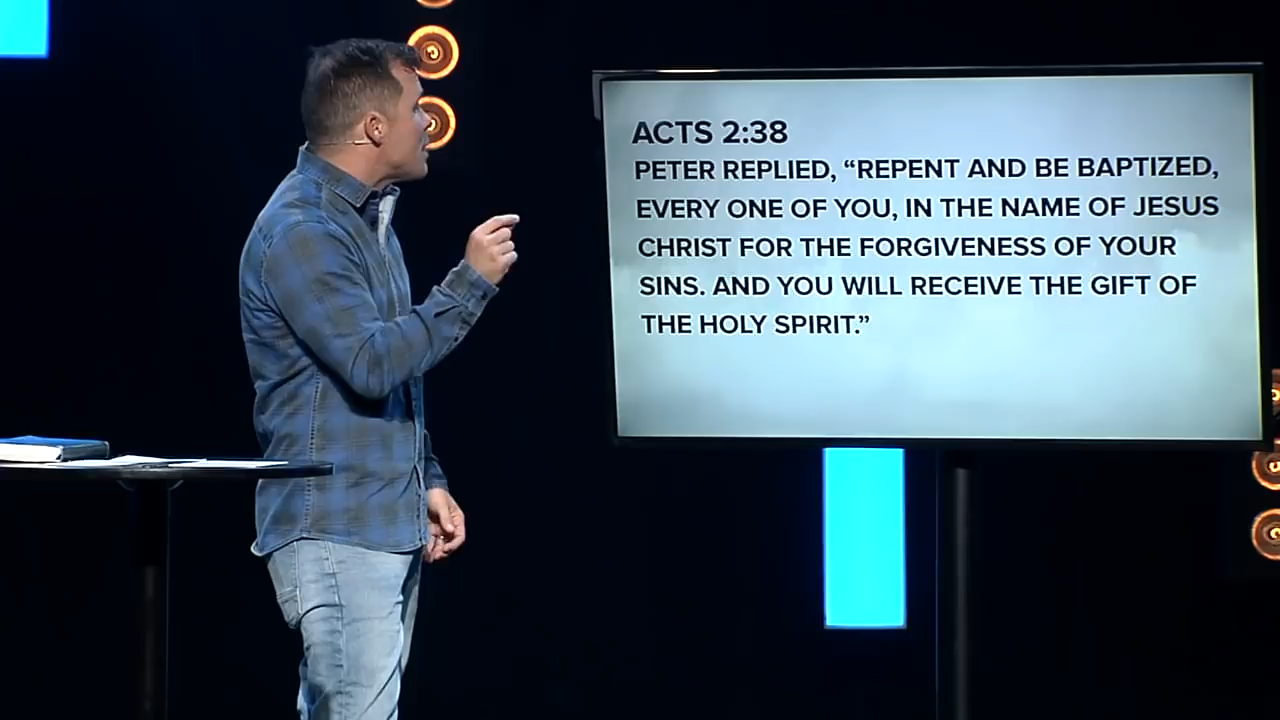 ACTS 2:38
PETER REPLIED, “REPENT AND BE BAPTIZED,
EVERY ONE OF YOU, IN THE NAME OF JESUS
CHRIST FOR THE FORGIVENESS OF YOUR
SINS. AND YOU WILL RECEIVE THE GIFT OF
THE HOLY SPIRIT.”